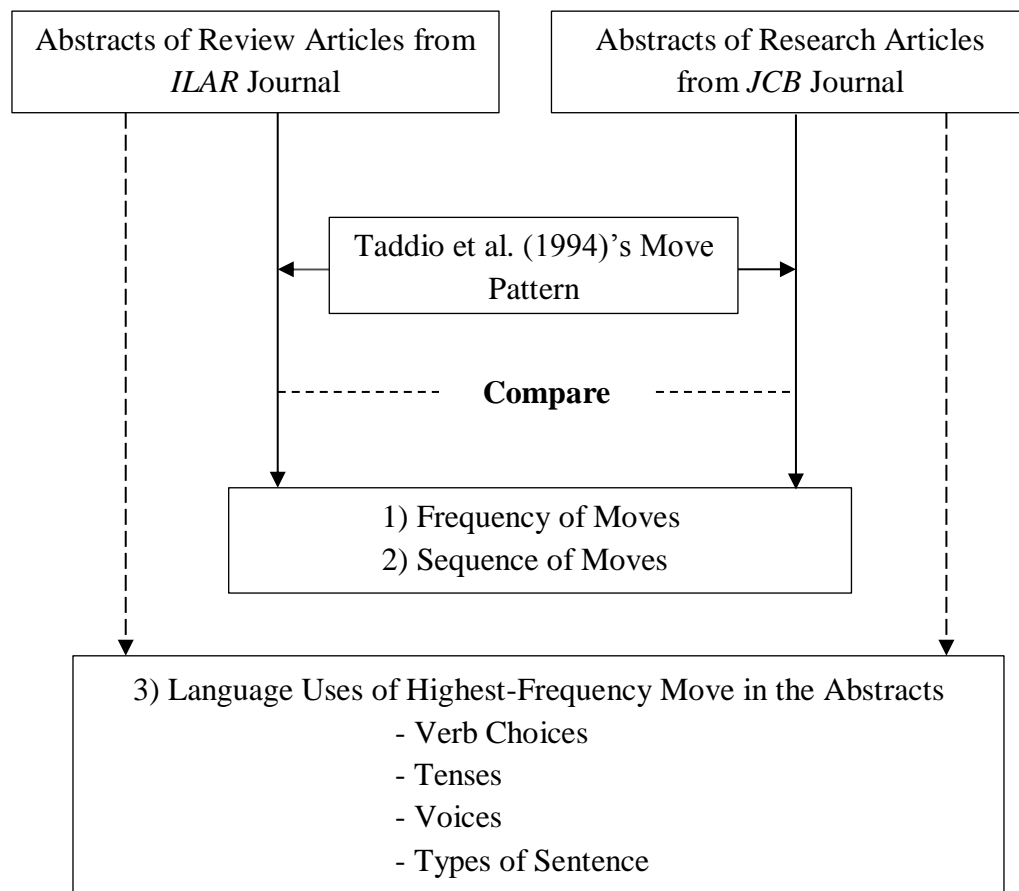 Abstracts of Review Articles from
ILAR Journal
Abstracts of Research Articles
from JCB Journal
Taddio et al. (1994)’s Move
Pattern
Compare
1) Frequency of Moves
2) Sequence of Moves
3) Language Uses of Highest-Frequency Move in the Abstracts
- Verb Choices
- Tenses
- Voices
- Types of Sentence